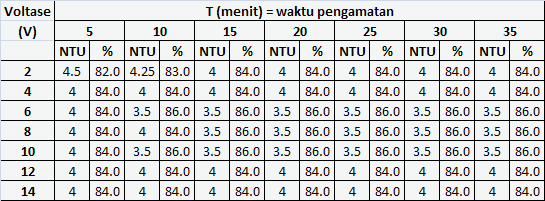 Voltase (V) T (menit) = waktu pengamatan
5 10 15 20 25 30 35
NTU % NTU % NTU % NTU % NTU % NTU % NTU %
2 4.5 82.0 4.25 83.0 4 84.0 4 84.0 4 84.0 4 84.0 4 84.0
4 4 84.0 4 84.0 4 84.0 4 84.0 4 84.0 4 84.0 4 84.0
6 4 84.0 3.5 86.0 3.5 86.0 3.5 86.0 3.5 86.0 3.5 86.0 3.5 86.0
8 4 84.0 4 84.0 3.5 86.0 3.5 86.0 3.5 86.0 3.5 86.0 3.5 86.0
10 4 84.0 3.5 86.0 3.5 86.0 3.5 86.0 3.5 86.0 3.5 86.0 3.5 86.0
12 4 84.0 4 84.0 4 84.0 4 84.0 4 84.0 4 84.0 4 84.0
14 4 84.0 4 84.0 4 84.0 4 84.0 4 84.0 4 84.0 4 84.0